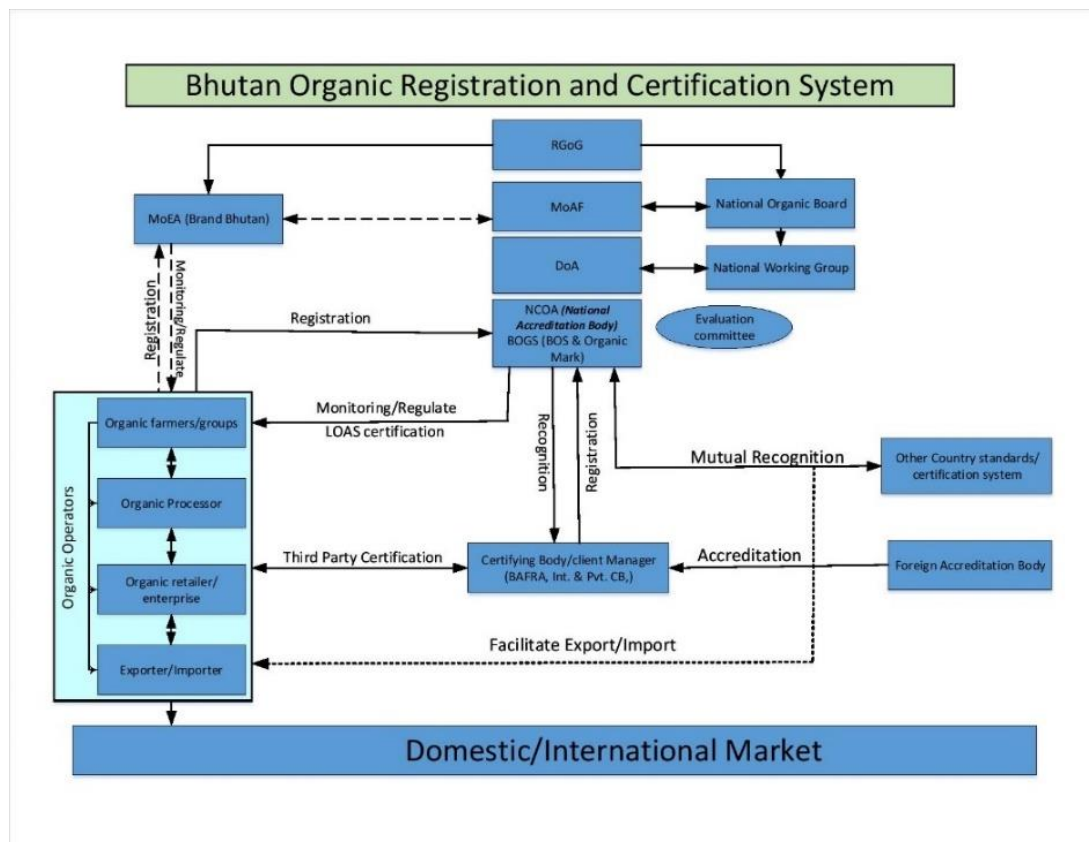 Bhutan Organic Registration and Certification System
RGoG
MoEA (Brand Bhutan)
MoAF
National Organic Board
DoA
National Working Group
Registration
Monitoring/Regulate
Registration
NCOA (National
Accreditation Body)
BOGS (BOS & Organic
Mark)
Evaluation
committee
Organic Operators
Organic farmers/groups
Monitoring/Regulate
LOAS certification
Recognition
Registration
Mutual Recognition
Other Country standards/
certification system
Organic Processor
Third Party Certification
Certifying Body/client Manager
(BAFRA, Int. & Pvt. CB,)
Accreditation
Foreign Accreditation Body
Organic retailer/
enterprise
Facilitate Export/Import
Exporter/Importer
Domestic/International Market